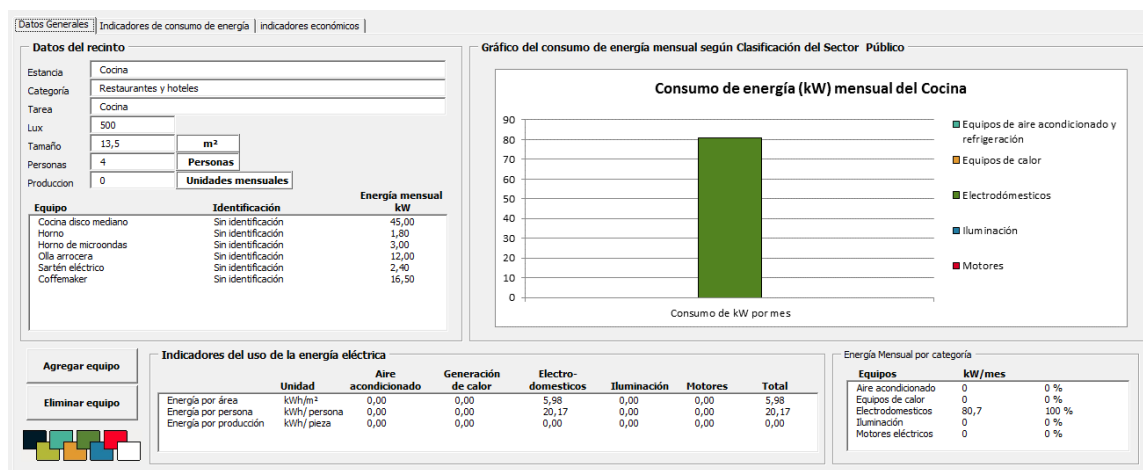 Datos Generales Indicadores de consumo de energía indicadores económicos
Datos del recinto
Estancia Cocina
Categoría Restaurantes y hoteles
Tarea Cocina
Lux 500
Tamaño 13,5 m²
Personas 4 Personas
Produccion 0 Unidades mensuales
Equipo Identificación Energía mensual kW
Cocina disco mediano Sin identificación 45,00
Horno Sin identificación 1,80
Horno de microondas Sin identificación 3,00
Olla arrocera Sin identificación 12,00
Sartén eléctrico Sin identificación 2,40
Coffemaker Sin identificación 16,50
Gráfico del consumo de energía mensual según Clasificación del Sector Público
Consumo de energía (kW) mensual del Cocina
90
80
70
60
50
40
30
20
10
0
Consumo de kW por mes
Equipos de aire acondicionado y
refrigeración
Equipos de calor
Electrodómesticos
Iluminación
Motores
Agregar equipo
Eliminar equipo
Indicadores del uso de la energía eléctrica
Unidad Aire acondicionado Generación de calor Electro-domesticos Iluminación Motores Total
Energía por área kWh/m² 0,00 0,00 5,98 0,00 0,00 5,98
Energía por persona kWh/persona 0,00 0,00 20,17 0,00 0,00 20,17
Energía por producción kWh/pieza 0,00 0,00 0,00 0,00 0,00 0,00
Energía Mensual por categoría
Equipos kW/mes
Aire acondicionado 0 0 %
Equipos de calor 0 0 %
Electrodomesticos 80,7 100 %
Iluminación 0 0 %
Motores eléctricos 0 0 %